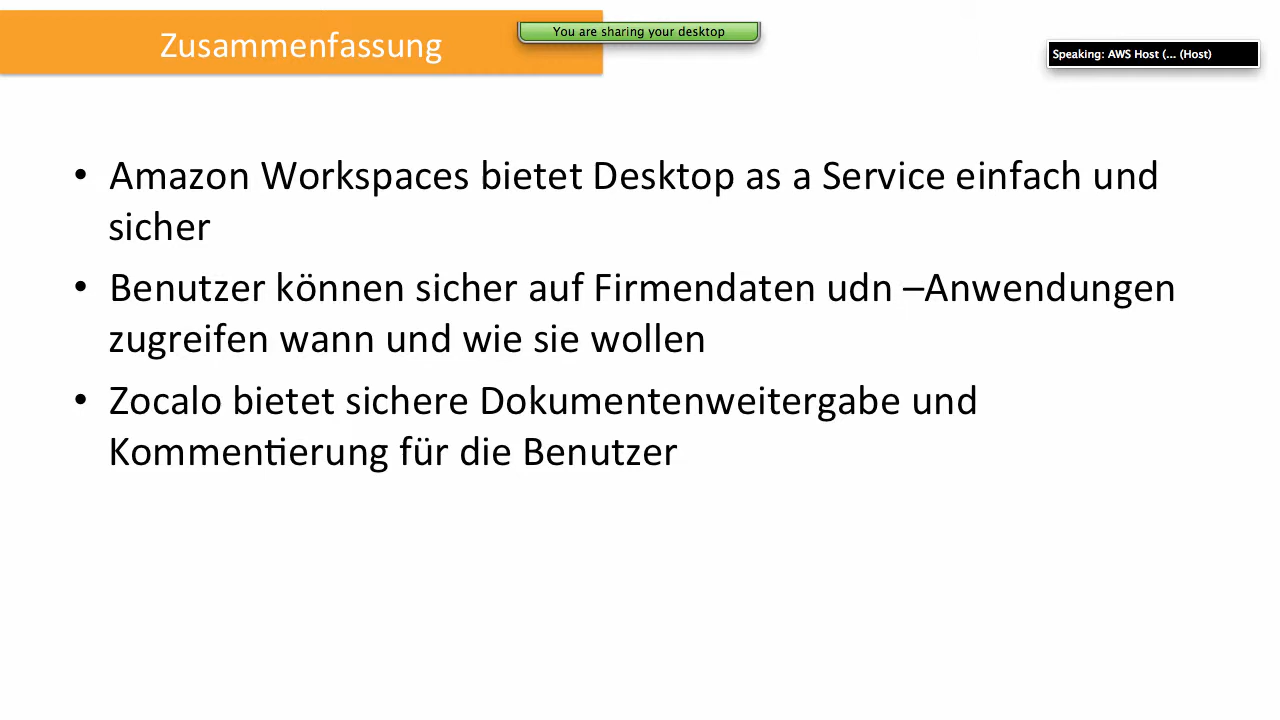 Zusammenfassung
You are sharing your desktop
Speaking: AWS Host (... (Host)
• Amazon Workspaces bietet Desktop as a Service einfach und
sicher
• Benutzer können sicher auf Firmendaten udn –Anwendungen
zugreifen wann und wie sie wollen
• Zocalo bietet sichere Dokumentenweitergabe und
Kommentierung für die Benutzer